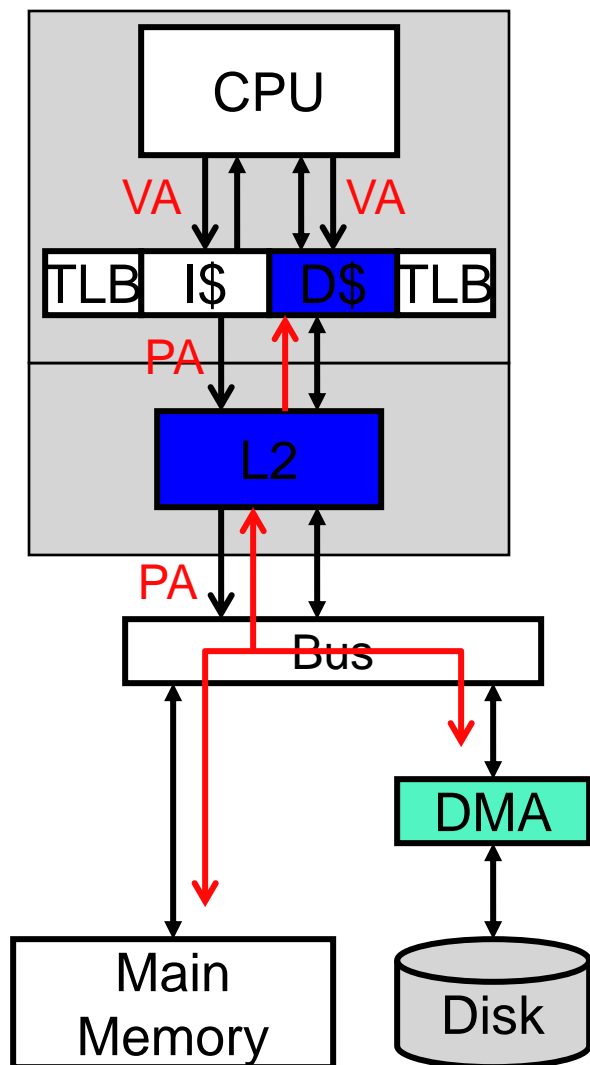 CPU
VA
VA
TLB
I$
D$
TLB
PA
L2
PA
Bus
DMA
Main
Memory
Disk